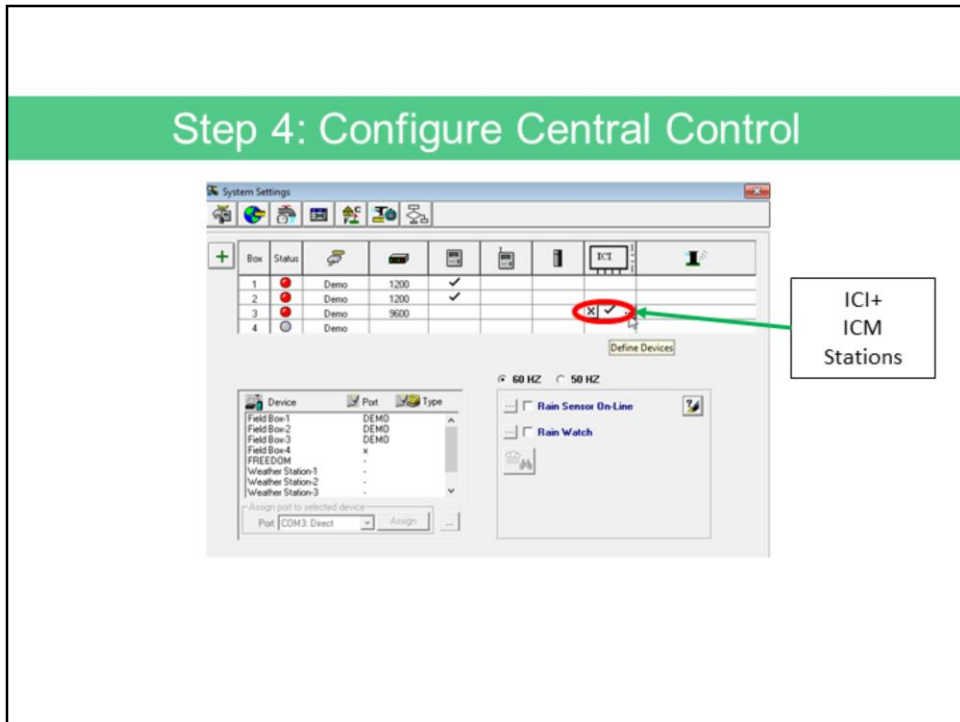 Step 4: Configure Central Control
System Settings
Box Status ICI
1 Demo 1200
2 Demo 1200
3 Demo 9600
4 Demo
Define Devices
ICI+
ICM
Stations
60 HZ 50 HZ
Device Port Type
Field Box-1 DEMO
Field Box-2 DEMO
Field Box-3 DEMO
Field Box-4 x
FREEDOM -
Weather Station-1 -
Weather Station-2 -
Weather Station-3 -
Assign port to selected device
Port COM3: Direct Assign ...
... Rain Sensor On-Line
... Rain Watch